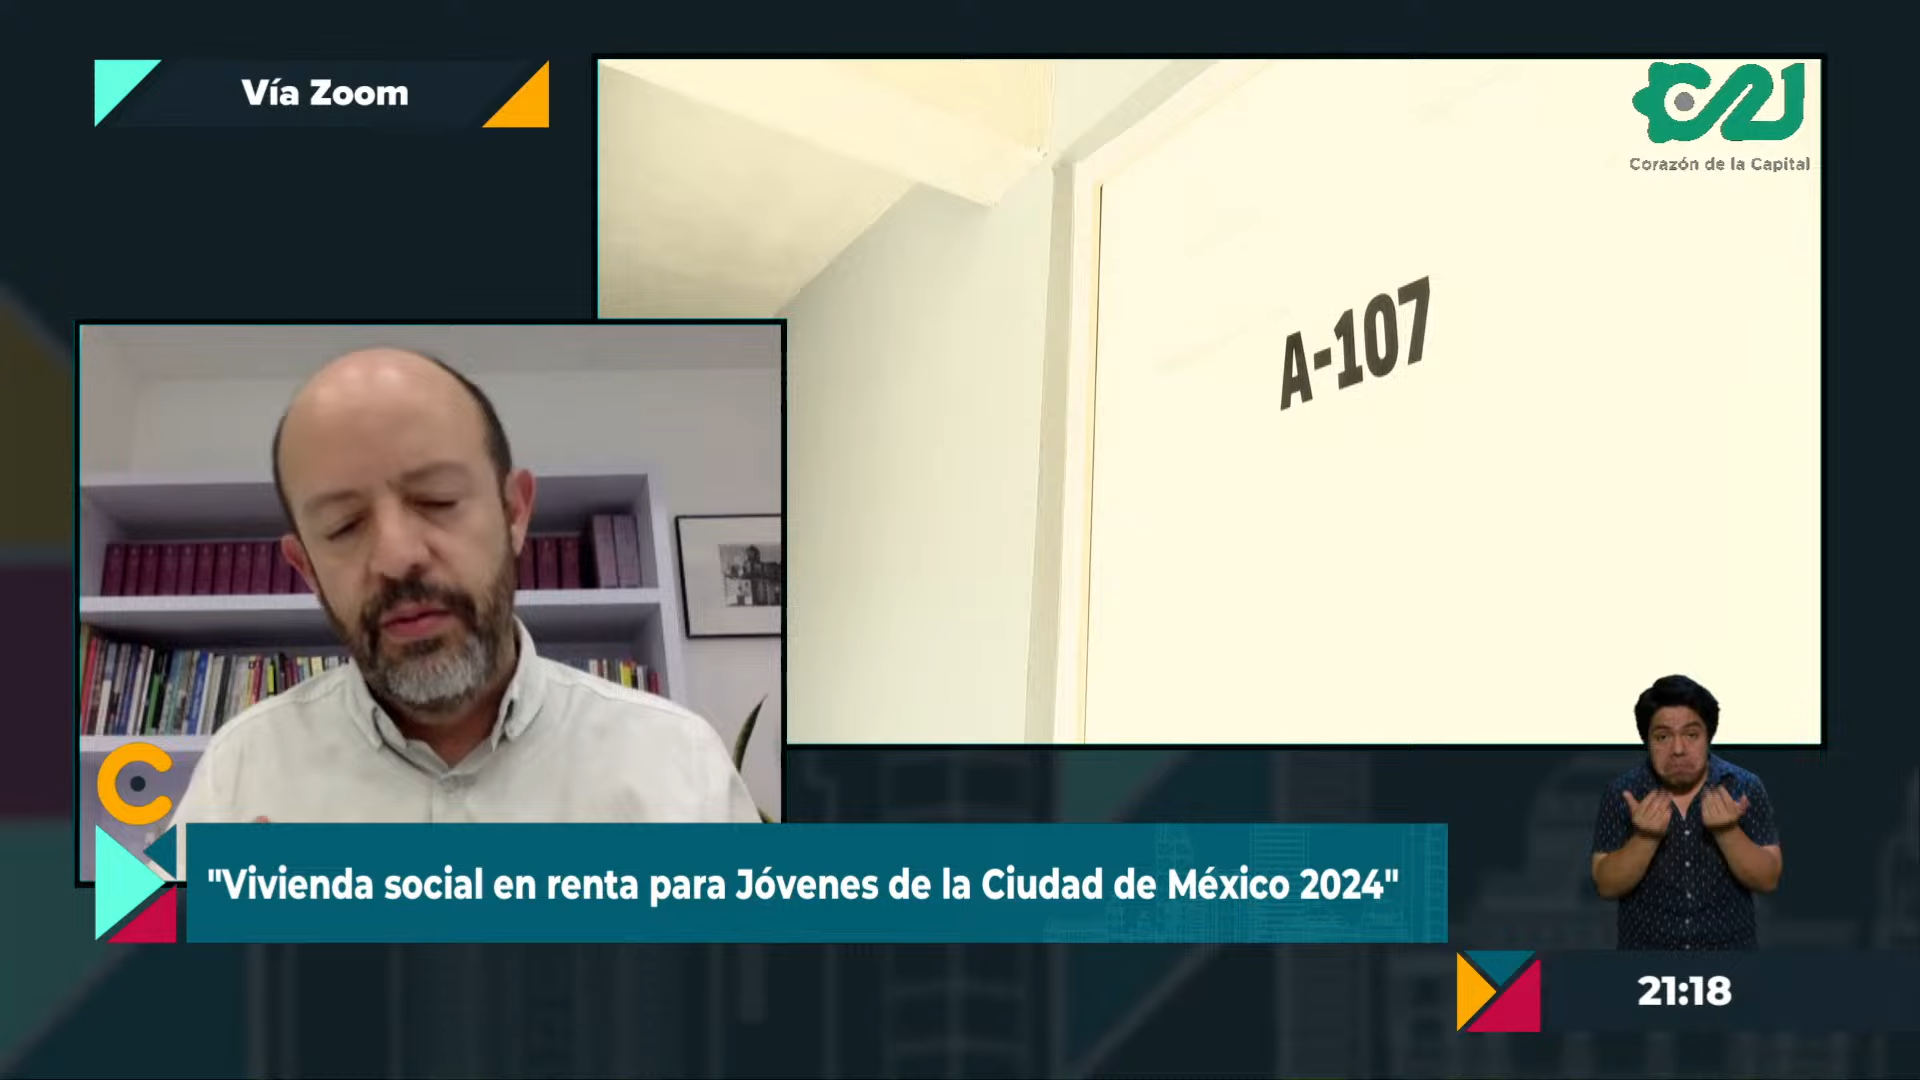 Vía Zoom
C21
Corazón de la Capital
A-107
"Vivienda social en renta para Jóvenes de la Ciudad de México 2024"
21:18